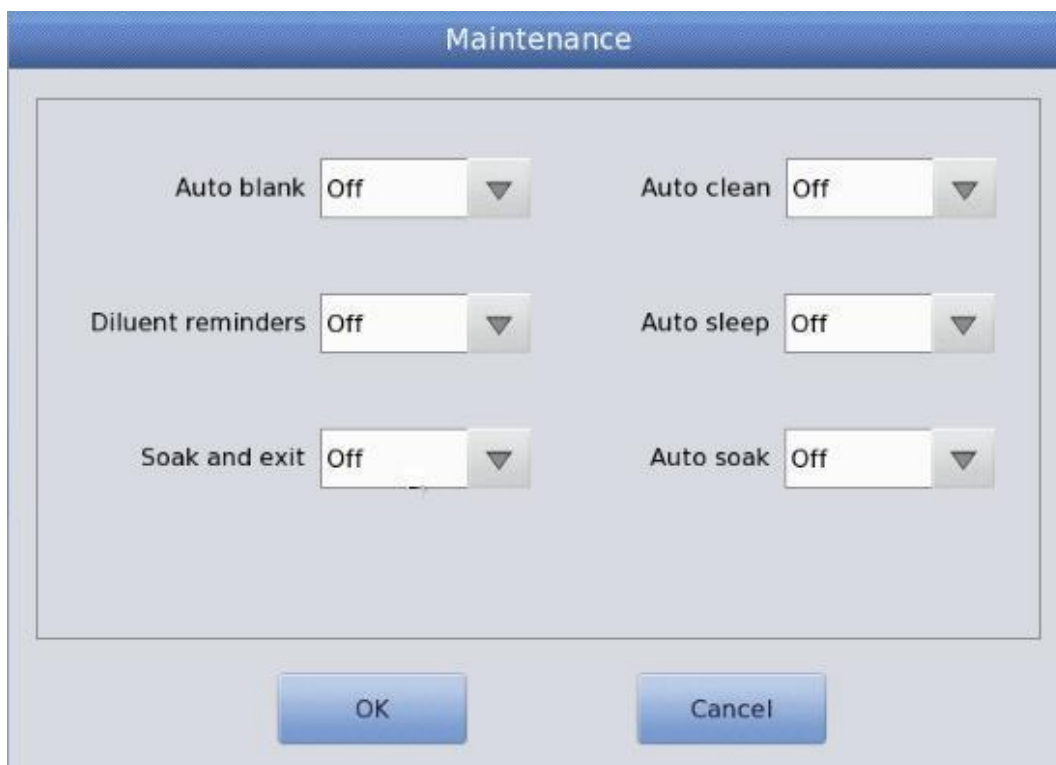 Maintenance
Auto blank Off Auto clean Off
Diluent reminders Off Auto sleep Off
Soak and exit Off Auto soak Off
OK Cancel